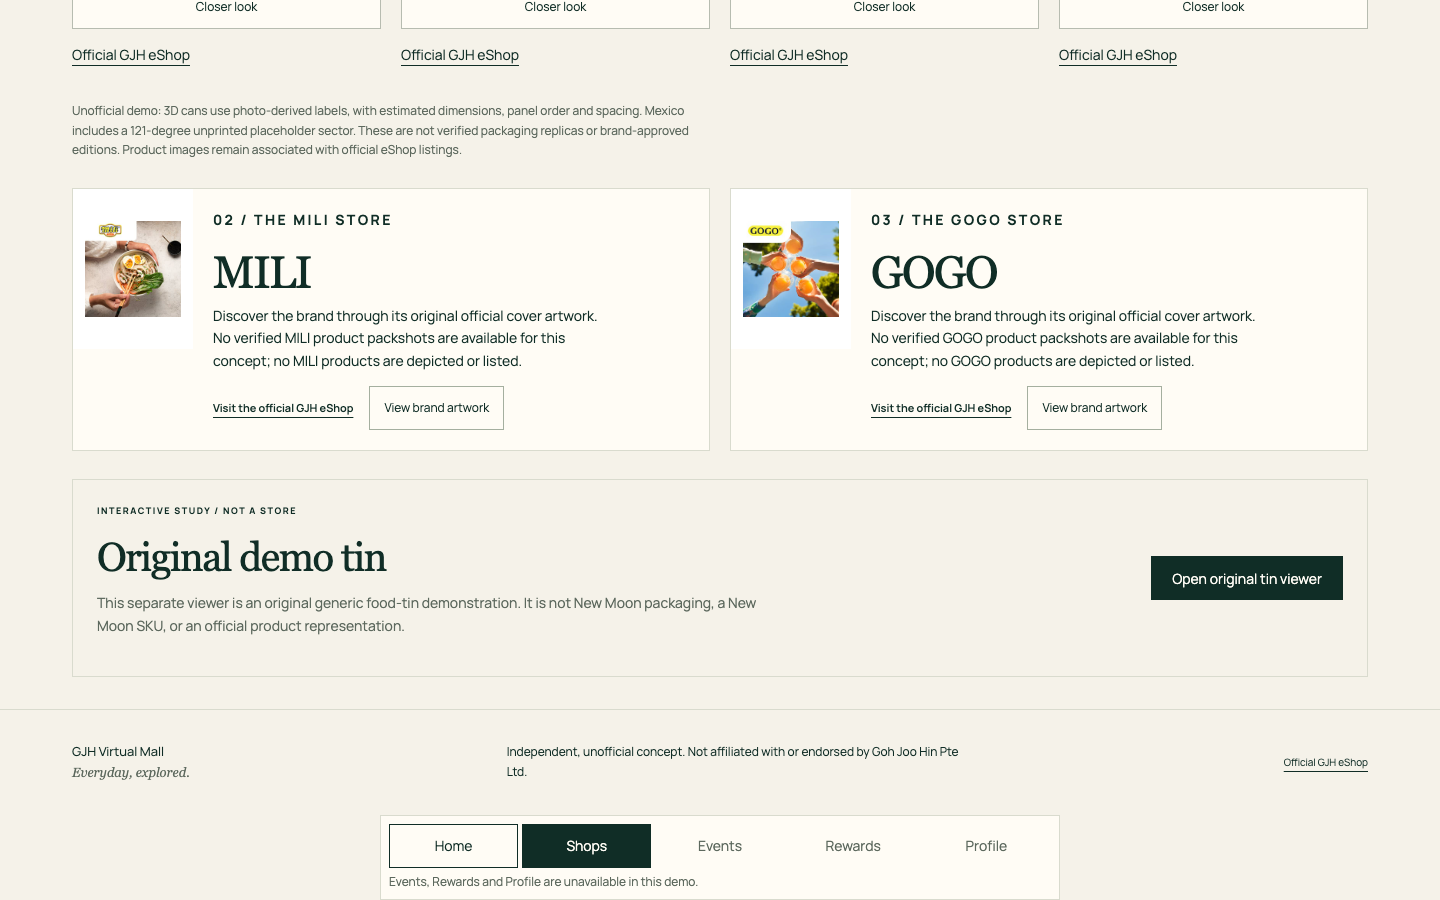 Closer look
Closer look
Closer look
Closer look
Official GJH eShop
Official GJH eShop
Official GJH eShop
Official GJH eShop
Unofficial demo: 3D cans use photo-derived labels, with estimated dimensions, panel order and spacing. Mexico
includes a 121-degree unprinted placeholder sector. These are not verified packaging replicas or brand-approved
editions. Product images remain associated with official eShop listings.
02 / THE MILI STORE
MILI
Discover the brand through its original official cover artwork.
No verified MILI product packshots are available for this
concept; no MILI products are depicted or listed.
Visit the official GJH eShop
View brand artwork
GOGO
03 / THE GOGO STORE
GOGO
Discover the brand through its original official cover artwork.
No verified GOGO product packshots are available for this
concept; no GOGO products are depicted or listed.
Visit the official GJH eShop
View brand artwork
INTERACTIVE STUDY / NOT A STORE
Original demo tin
This separate viewer is an original generic food-tin demonstration. It is not New Moon packaging, a New
Moon SKU, or an official product representation.
Open original tin viewer
GJH Virtual Mall
Everyday, explored.
Independent, unofficial concept. Not affiliated with or endorsed by Goh Joo Hin Pte
Ltd.
Official GJH eShop
Home
Shops
Events
Rewards
Profile
Events, Rewards and Profile are unavailable in this demo.